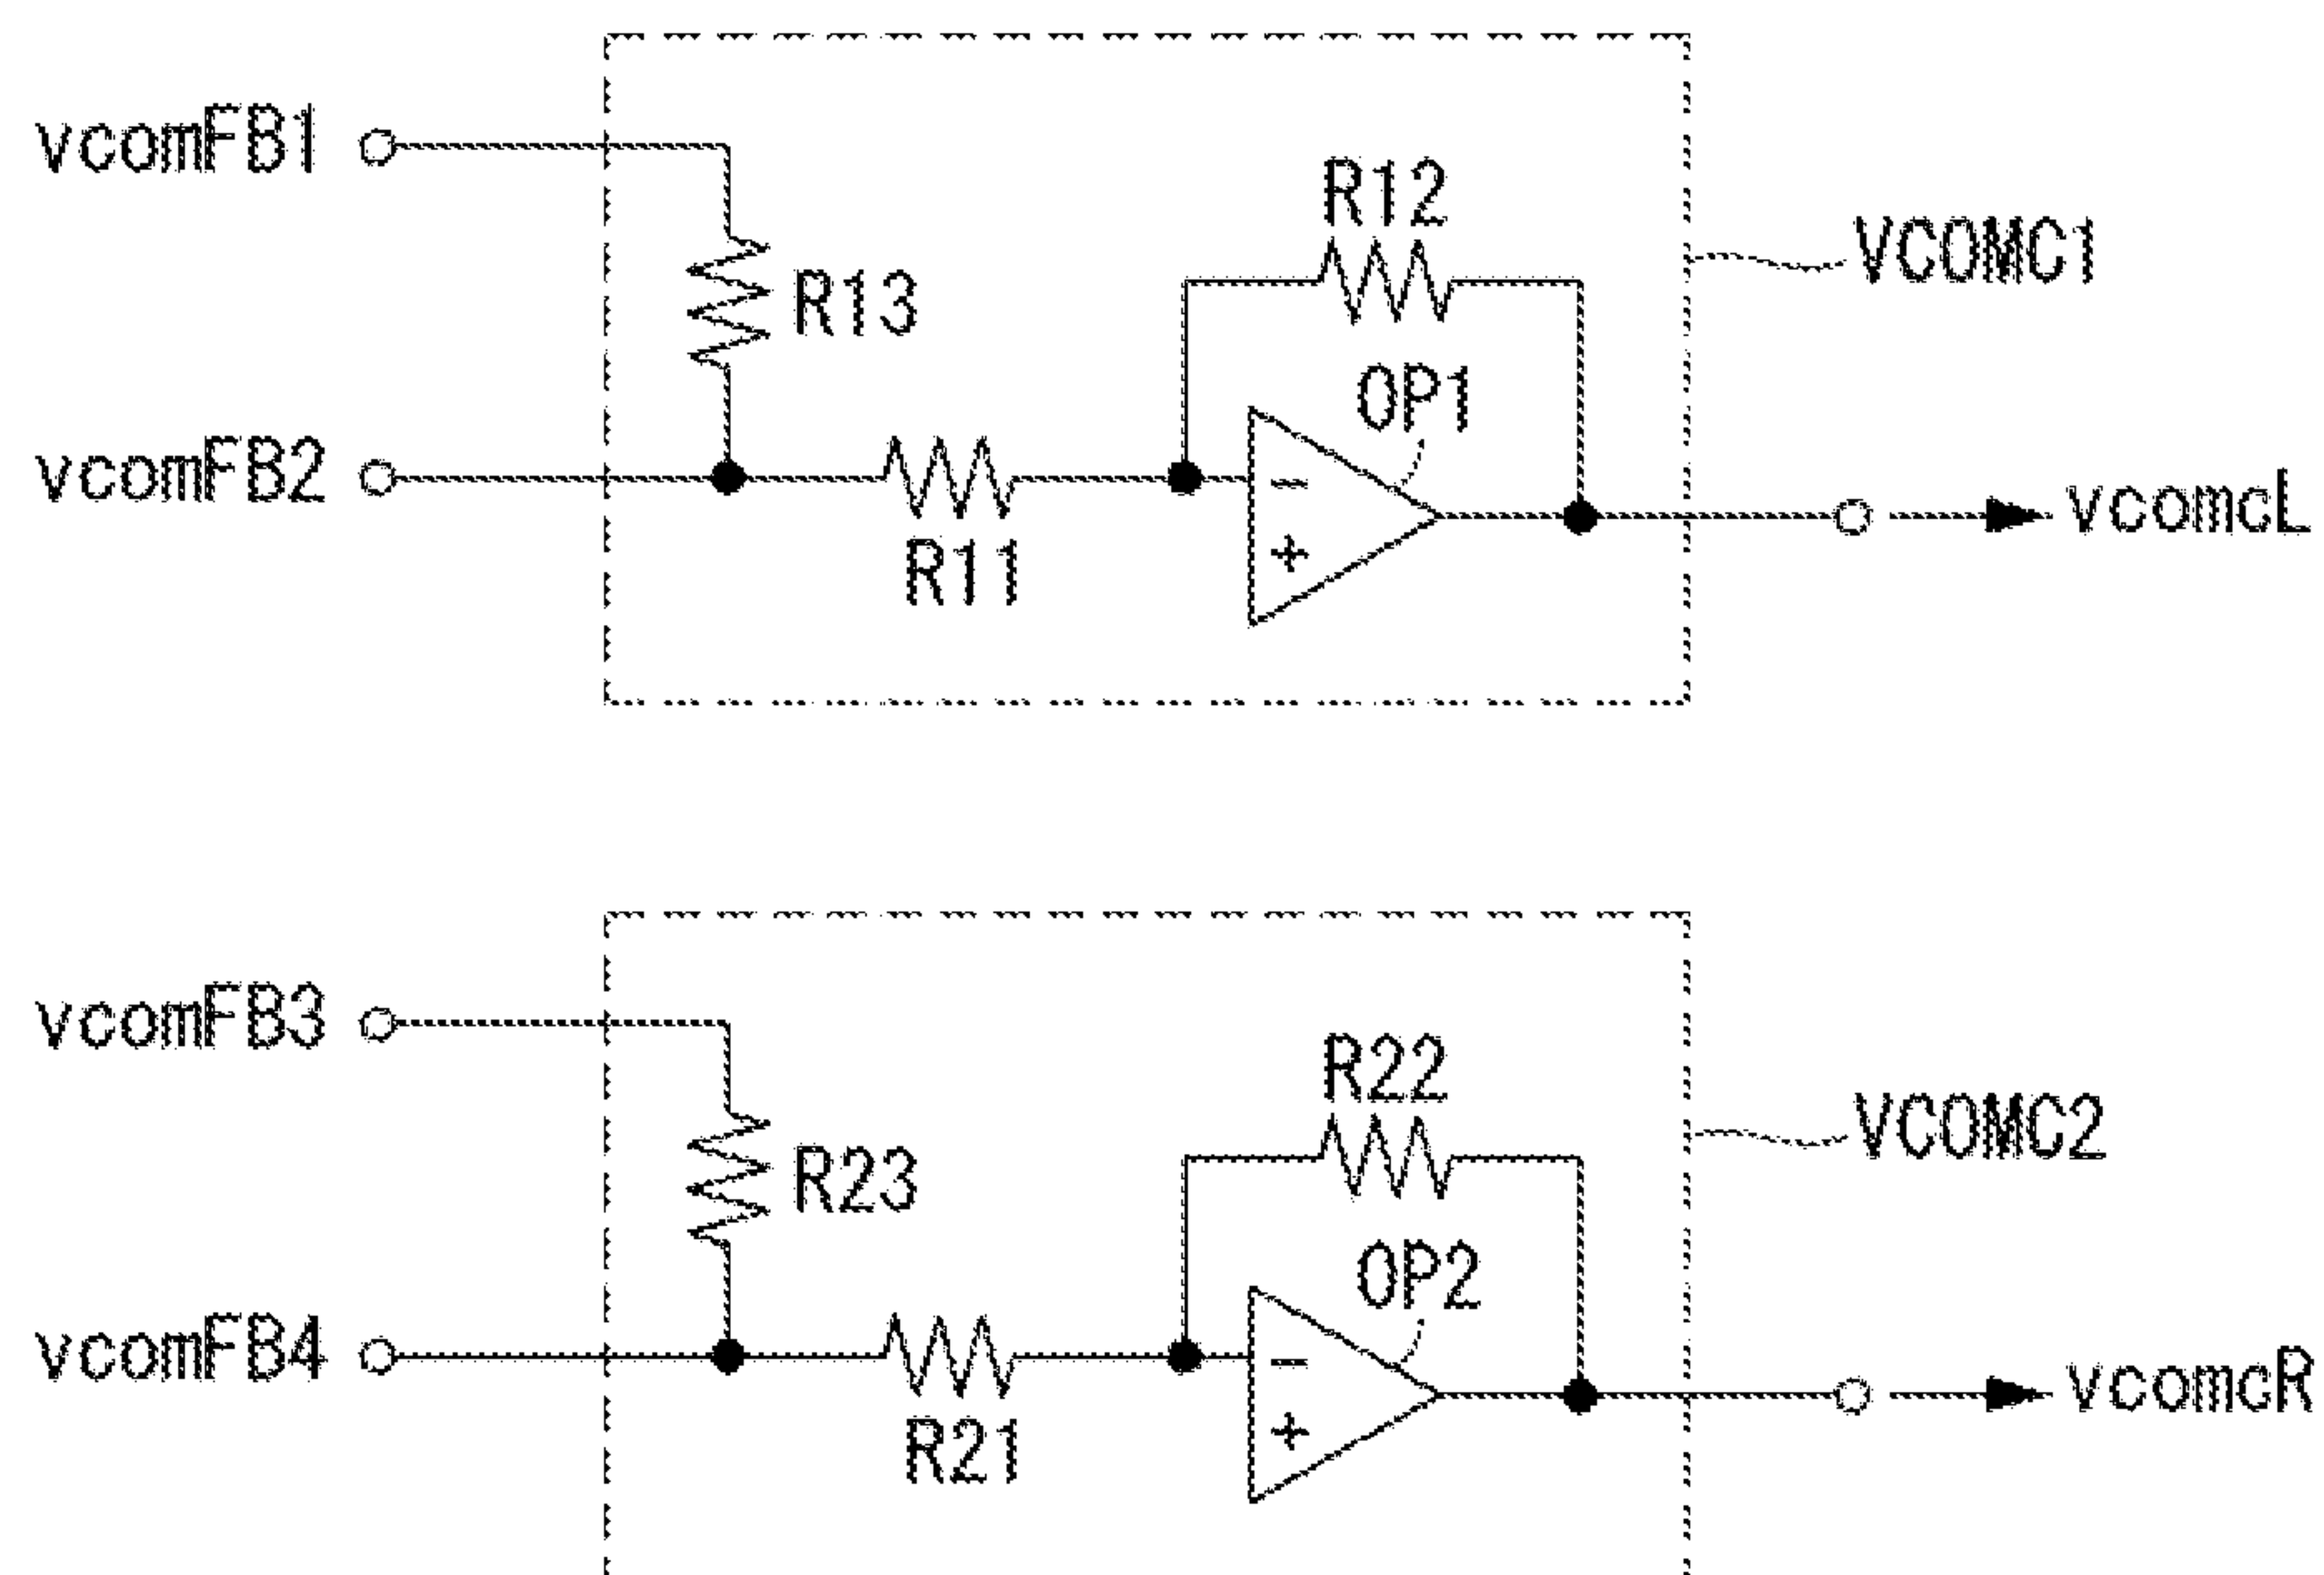 vcomFB1
R12
VCOMC1
R13
OP1
vcomFB2
-
vcomcL
R11
+
vcomFB3
R22
VCOMC2
R23
OP2
vcomFB4
-
vcomcR
R21
+